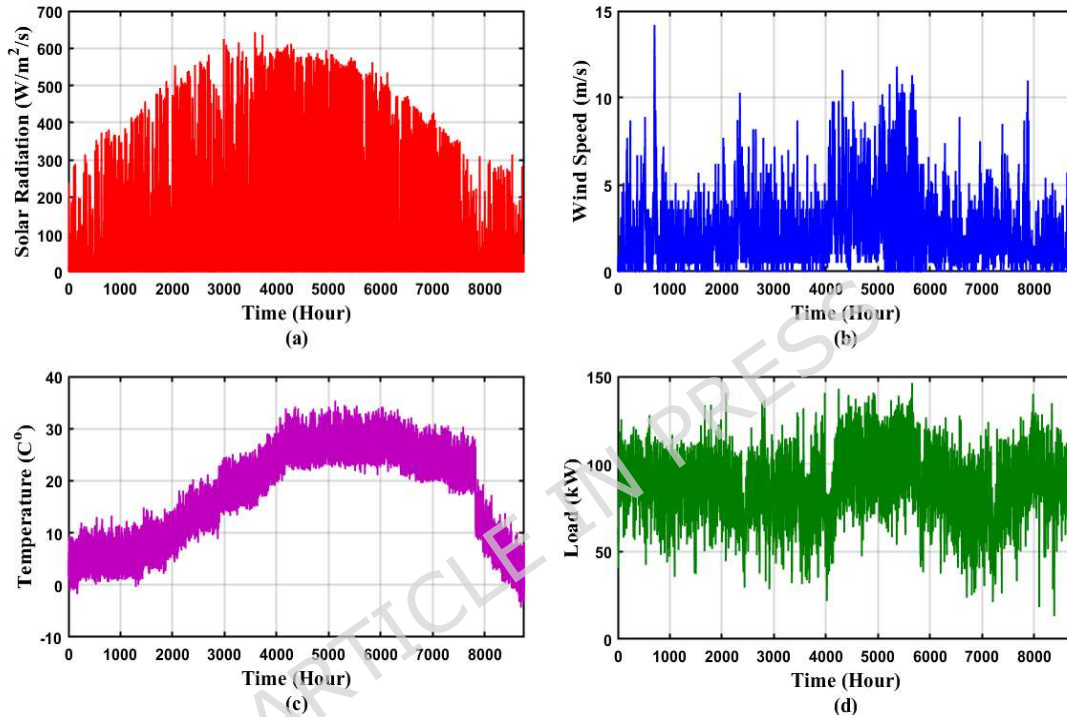 Solar Radiation (W/m²/s)
700
600
500
400
300
200
100
0
0 1000 2000 3000 4000 5000 6000 7000 8000
Time (Hour)
(a)
Wind Speed (m/s)
15
10
5
0
0 1000 2000 3000 4000 5000 6000 7000 8000
Time (Hour)
(b)
Temperature (C⁰)
40
30
20
10
0
-10
0 1000 2000 3000 4000 5000 6000 7000 8000
Time (Hour)
(c)
Load (kW)
150
100
50
0
0 1000 2000 3000 4000 5000 6000 7000 8000
Time (Hour)
(d)
ARTICLE IN PRESS